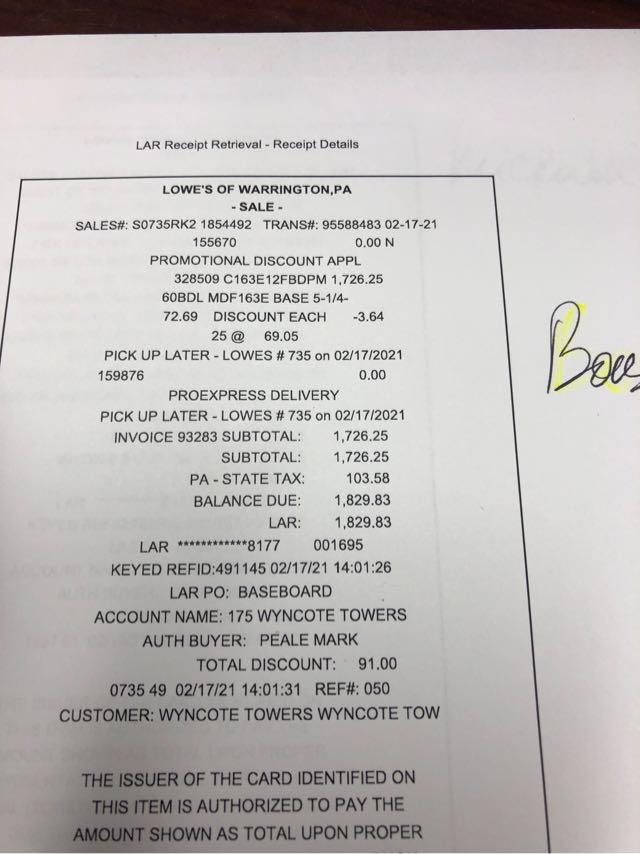 LAR Receipt Retrieval - Receipt Details
LOWE'S OF WARRINGTON,PA
- SALE -
SALES#: S0735RK2 1854492 TRANS#: 95588483 02-17-21
155670 0.00 N
PROMOTIONAL DISCOUNT APPL
328509 C163E12FBDPM 1,726.25
60BDL MDF163E BASE 5-1/4-
72.69 DISCOUNT EACH -3.64
25 @ 69.05
PICK UP LATER - LOWES # 735 on 02/17/2021
159876 0.00
PROEXPRESS DELIVERY
PICK UP LATER - LOWES # 735 on 02/17/2021
INVOICE 93283 SUBTOTAL: 1,726.25
SUBTOTAL: 1,726.25
PA - STATE TAX: 103.58
BALANCE DUE: 1,829.83
LAR: 1,829.83
LAR ************8177 001695
KEYED REFID:491145 02/17/21 14:01:26
LAR PO: BASEBOARD
ACCOUNT NAME: 175 WYNCOTE TOWERS
AUTH BUYER: PEALE MARK
TOTAL DISCOUNT: 91.00
0735 49 02/17/21 14:01:31 REF#: 050
CUSTOMER: WYNCOTE TOWERS WYNCOTE TOW
THE ISSUER OF THE CARD IDENTIFIED ON
THIS ITEM IS AUTHORIZED TO PAY THE
AMOUNT SHOWN AS TOTAL UPON PROPER